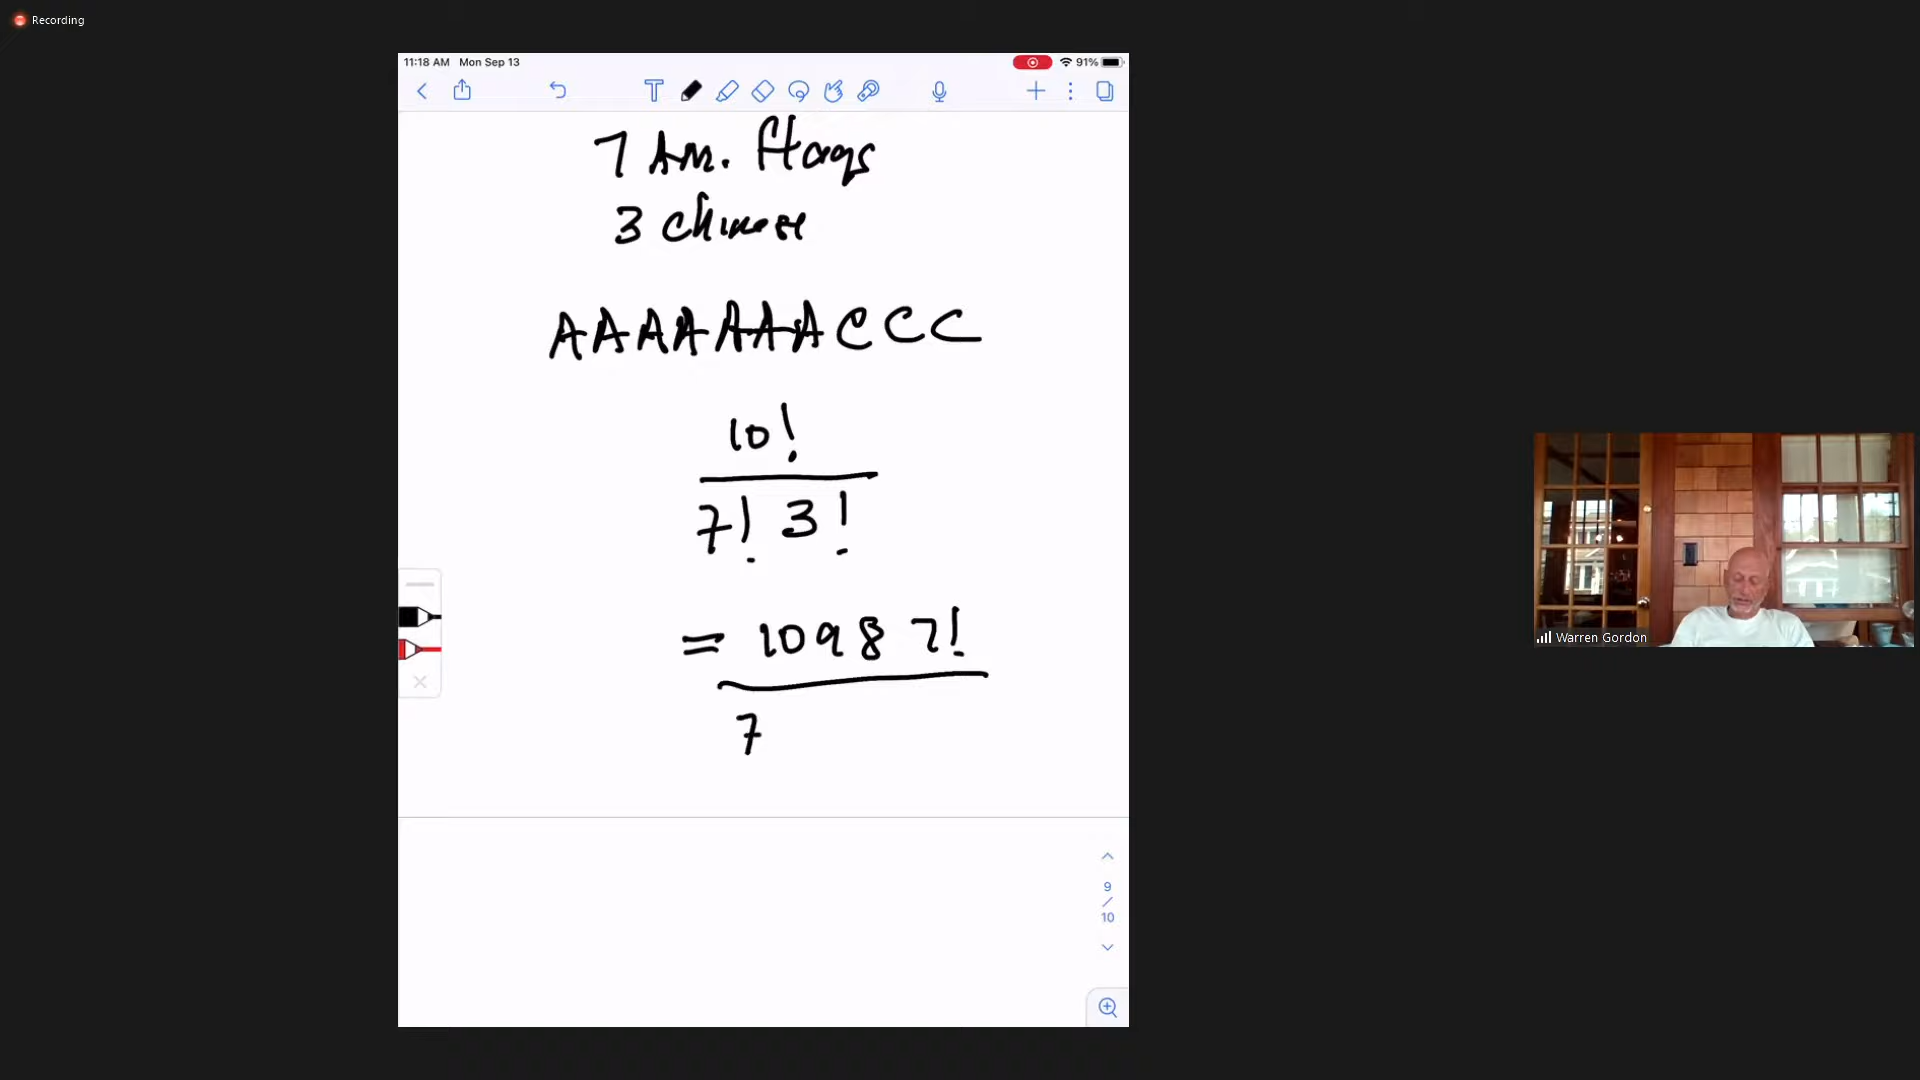 Recording
11:18 AM Mon Sep 13
91%
T
7 Am. flags
3 Chinese
AAAAAAACCC
10!
7! 3!
= 10 9 8 7!
7
9
/
10
Warren Gordon